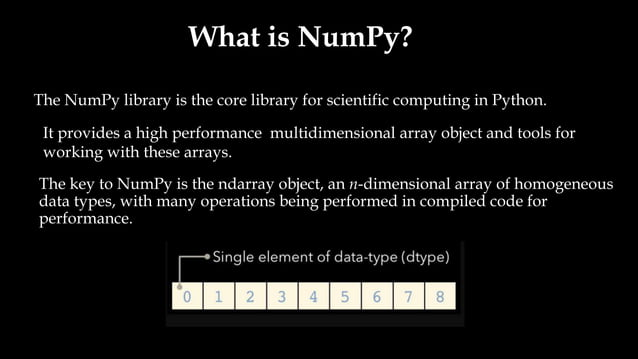 What is NumPy?
The NumPy library is the core library for scientific computing in Python.
It provides a high performance  multidimensional array object and tools for
working with these arrays.
The key to NumPy is the ndarray object, an n-dimensional array of homogeneous
data types, with many operations being performed in compiled code for
performance.
Single element of data-type (dtype)
0 1 2 3 4 5 6 7 8